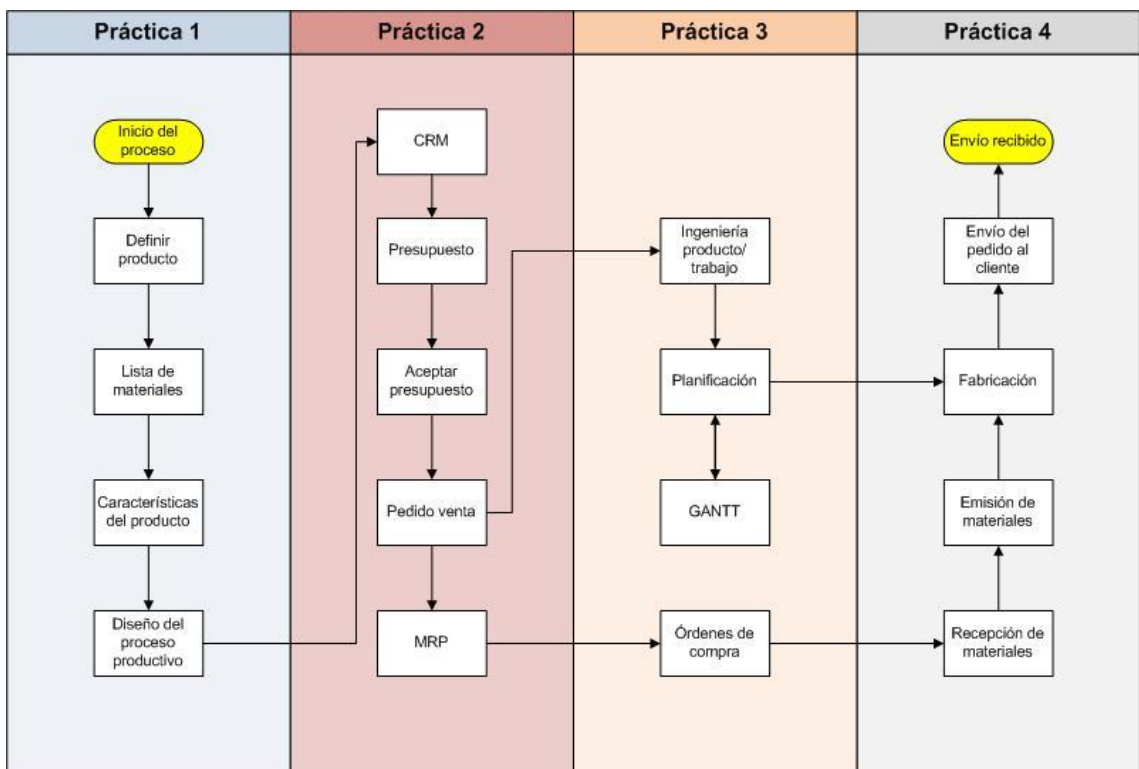 Práctica 1
Práctica 2
Práctica 3
Práctica 4
Inicio del
proceso
Definir
producto
Lista de
materiales
Características
del producto
Diseño del
proceso
productivo
CRM
Presupuesto
Aceptar
presupuesto
Pedido venta
MRP
Ingeniería
producto/
trabajo
Planificación
GANTT
Órdenes de
compra
Envío recibido
Envío del
pedido al
cliente
Fabricación
Emisión de
materiales
Recepción de
materiales